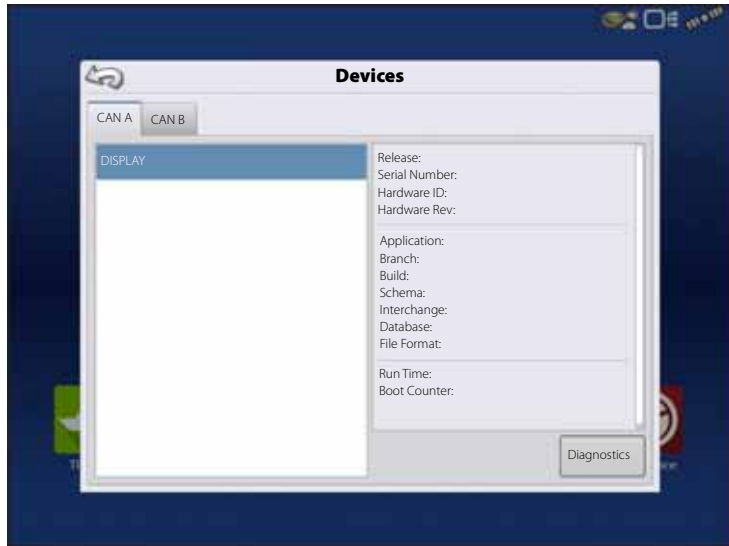 Devices
CAN A
CAN B
DISPLAY
Release:
Serial Number:
Hardware ID:
Hardware Rev:
Application:
Branch:
Build:
Schema:
Interchange:
Database:
File Format:
Run Time:
Boot Counter:
Diagnostics